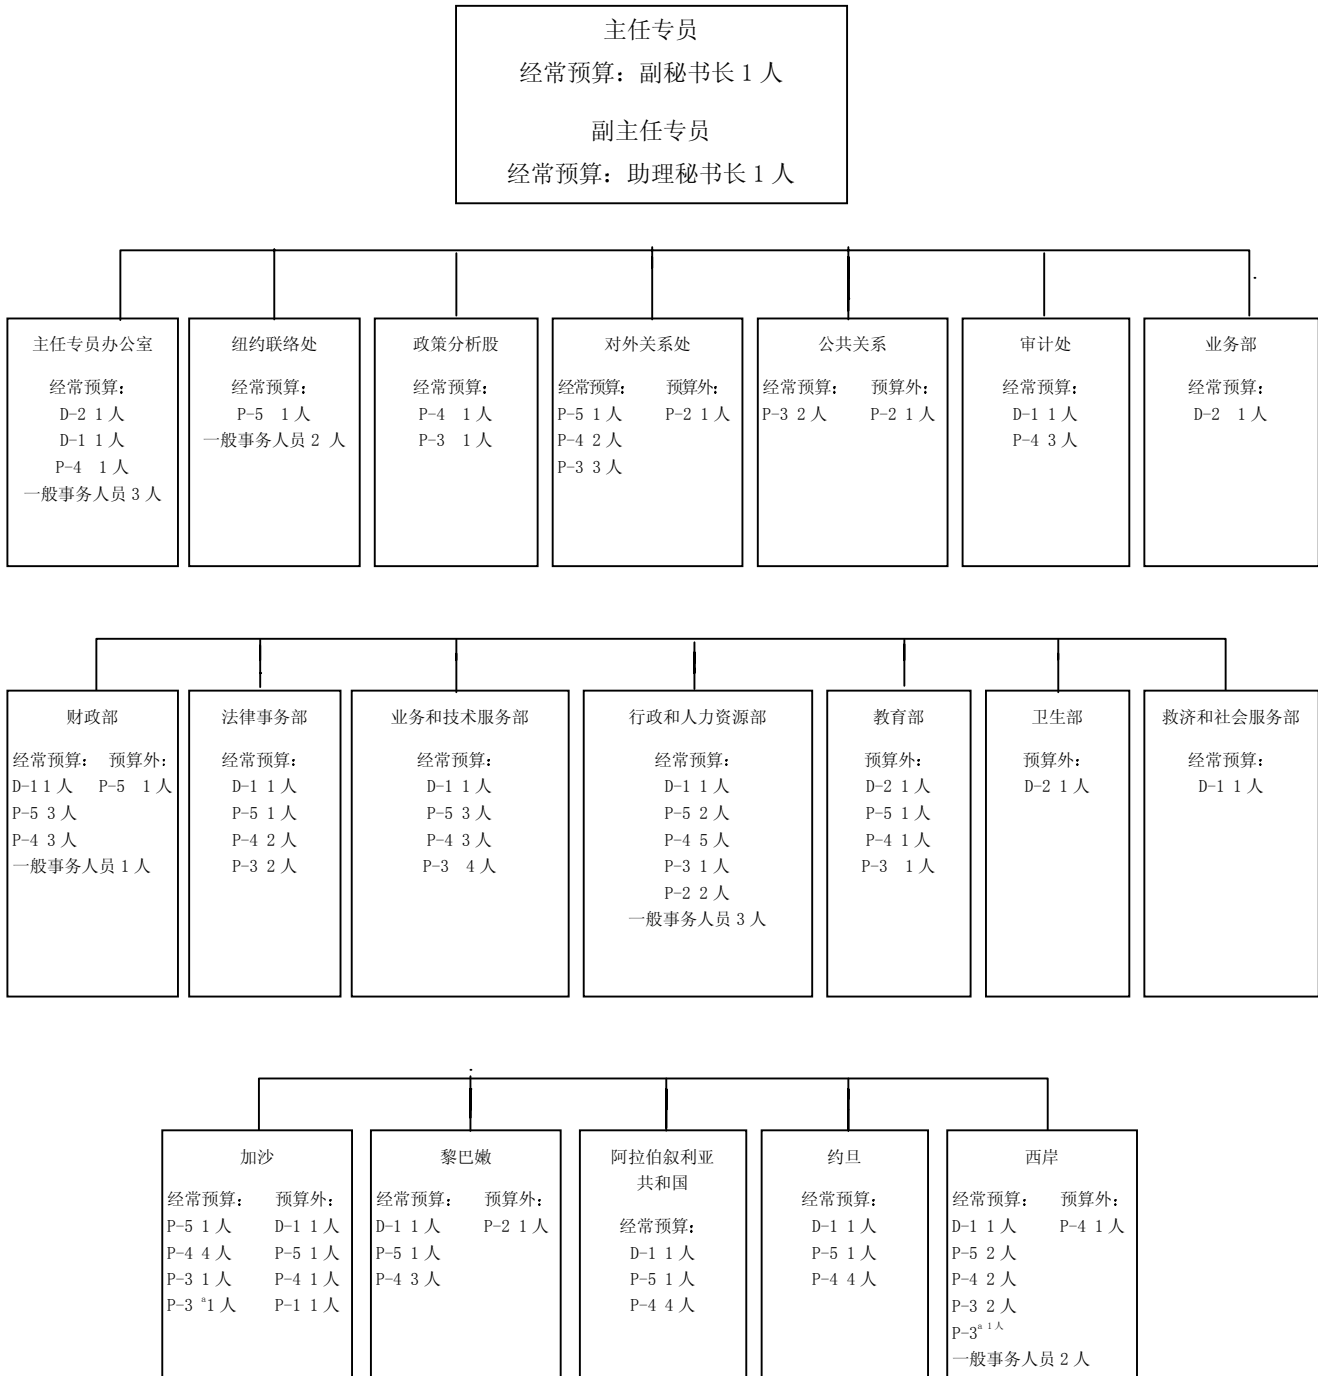 主任专员
经常预算：副秘书长 1 人
副主任专员
经常预算：助理秘书长 1 人
主任专员办公室
经常预算：
D-2 1 人
D-1 1 人
P-4 1 人
一般事务人员 3 人
纽约联络处
经常预算：
P-5 1 人
一般事务人员 2 人
政策分析股
经常预算：
P-4 1 人
P-3 1 人
对外关系处
经常预算： 预算外：
P-5 1 人 P-2 1 人
P-4 2 人
P-3 3 人
公共关系
经常预算： 预算外：
P-3 2 人 P-2 1 人
审计处
经常预算：
D-1 1 人
P-4 3 人
业务部
经常预算：
D-2 1 人
财政部
经常预算： 预算外：
D-1 1 人 P-5 1 人
P-5 3 人
P-4 3 人
一般事务人员 1 人
法律事务部
经常预算：
D-1 1 人
P-5 1 人
P-4 2 人
P-3 2 人
业务和技术服务部
经常预算：
D-1 1 人
P-5 3 人
P-4 3 人
P-3 4 人
行政和人力资源部
经常预算：
D-1 1 人
P-5 2 人
P-4 5 人
P-3 1 人
P-2 2 人
一般事务人员 3 人
教育部
预算外：
D-2 1 人
P-5 1 人
P-4 1 人
P-3 1 人
卫生部
预算外：
D-2 1 人
救济和社会服务部
经常预算：
D-1 1 人
加沙
经常预算： 预算外：
P-5 1 人 D-1 1 人
P-4 4 人 P-5 1 人
P-3 1 人 P-4 1 人
P-3 ᵃ1 人 P-1 1 人
黎巴嫩
经常预算： 预算外：
D-1 1 人 P-2 1 人
P-5 1 人
P-4 3 人
阿拉伯叙利亚
共和国
经常预算：
D-1 1 人
P-5 1 人
P-4 4 人
约旦
经常预算：
D-1 1 人
P-5 1 人
P-4 4 人
西岸
经常预算： 预算外：
D-1 1 人 P-4 1 人
P-5 2 人
P-4 2 人
P-3 2 人
P-3ᵃ 1 人
一般事务人员 2 人